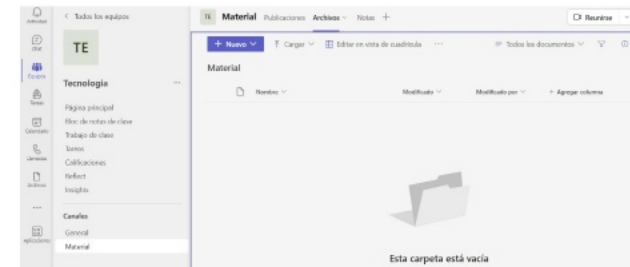 Actividad
Chat
Equipos
Tareas
Calendario
Llamadas
Archivos
Aplicaciones
Todos los equipos
TE
Tecnología
Página principal
Bloc de notas de clase
Trabajo de clase
Tareas
Calificaciones
Reflect
Insights
Canales
General
Material
TE Material Publicaciones Archivos Notas +
Reunirse
+ Nuevo Cargar Editar en vista de cuadrícula ...
Todos los documentos
Material
Nombre Modificado Modificado por + Agregar columna
Esta carpeta está vacía